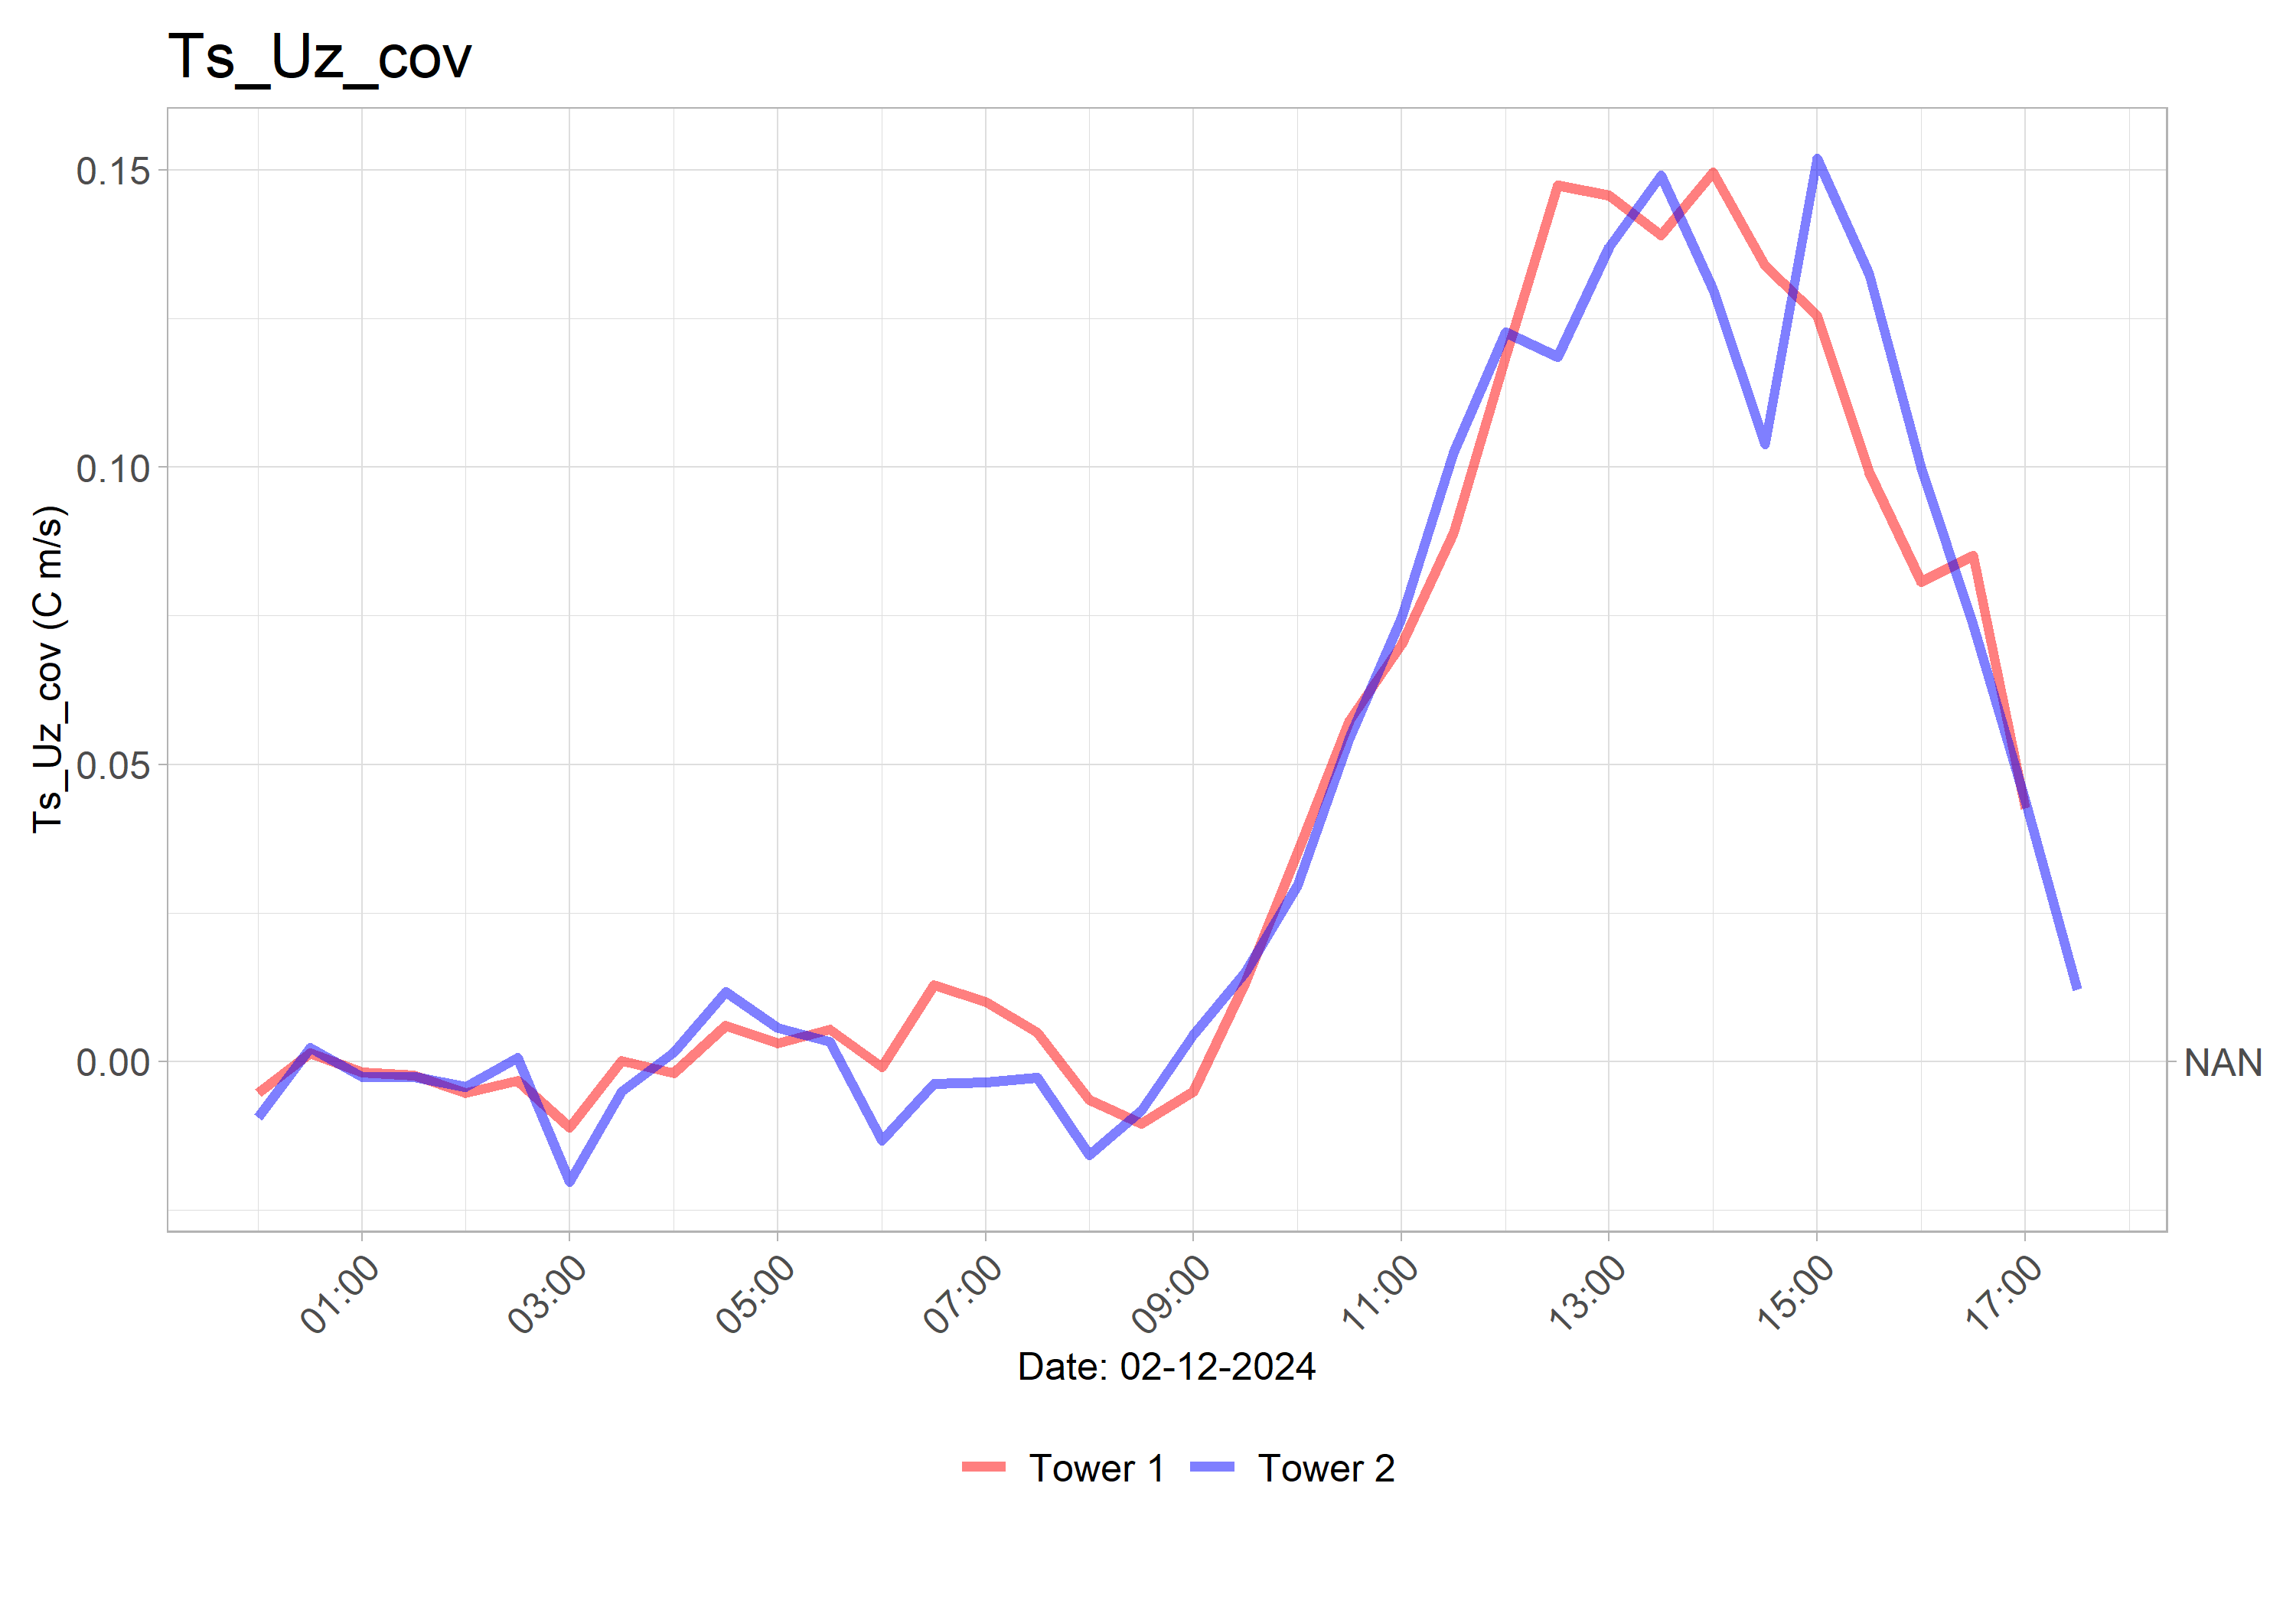 Ts_Uz_cov
Ts_Uz_cov (C m/s)
0.15
0.10
0.05
0.00
NAN
01:00
03:00
05:00
07:00
09:00
11:00
13:00
15:00
17:00
Date: 02-12-2024
Tower 1
Tower 2